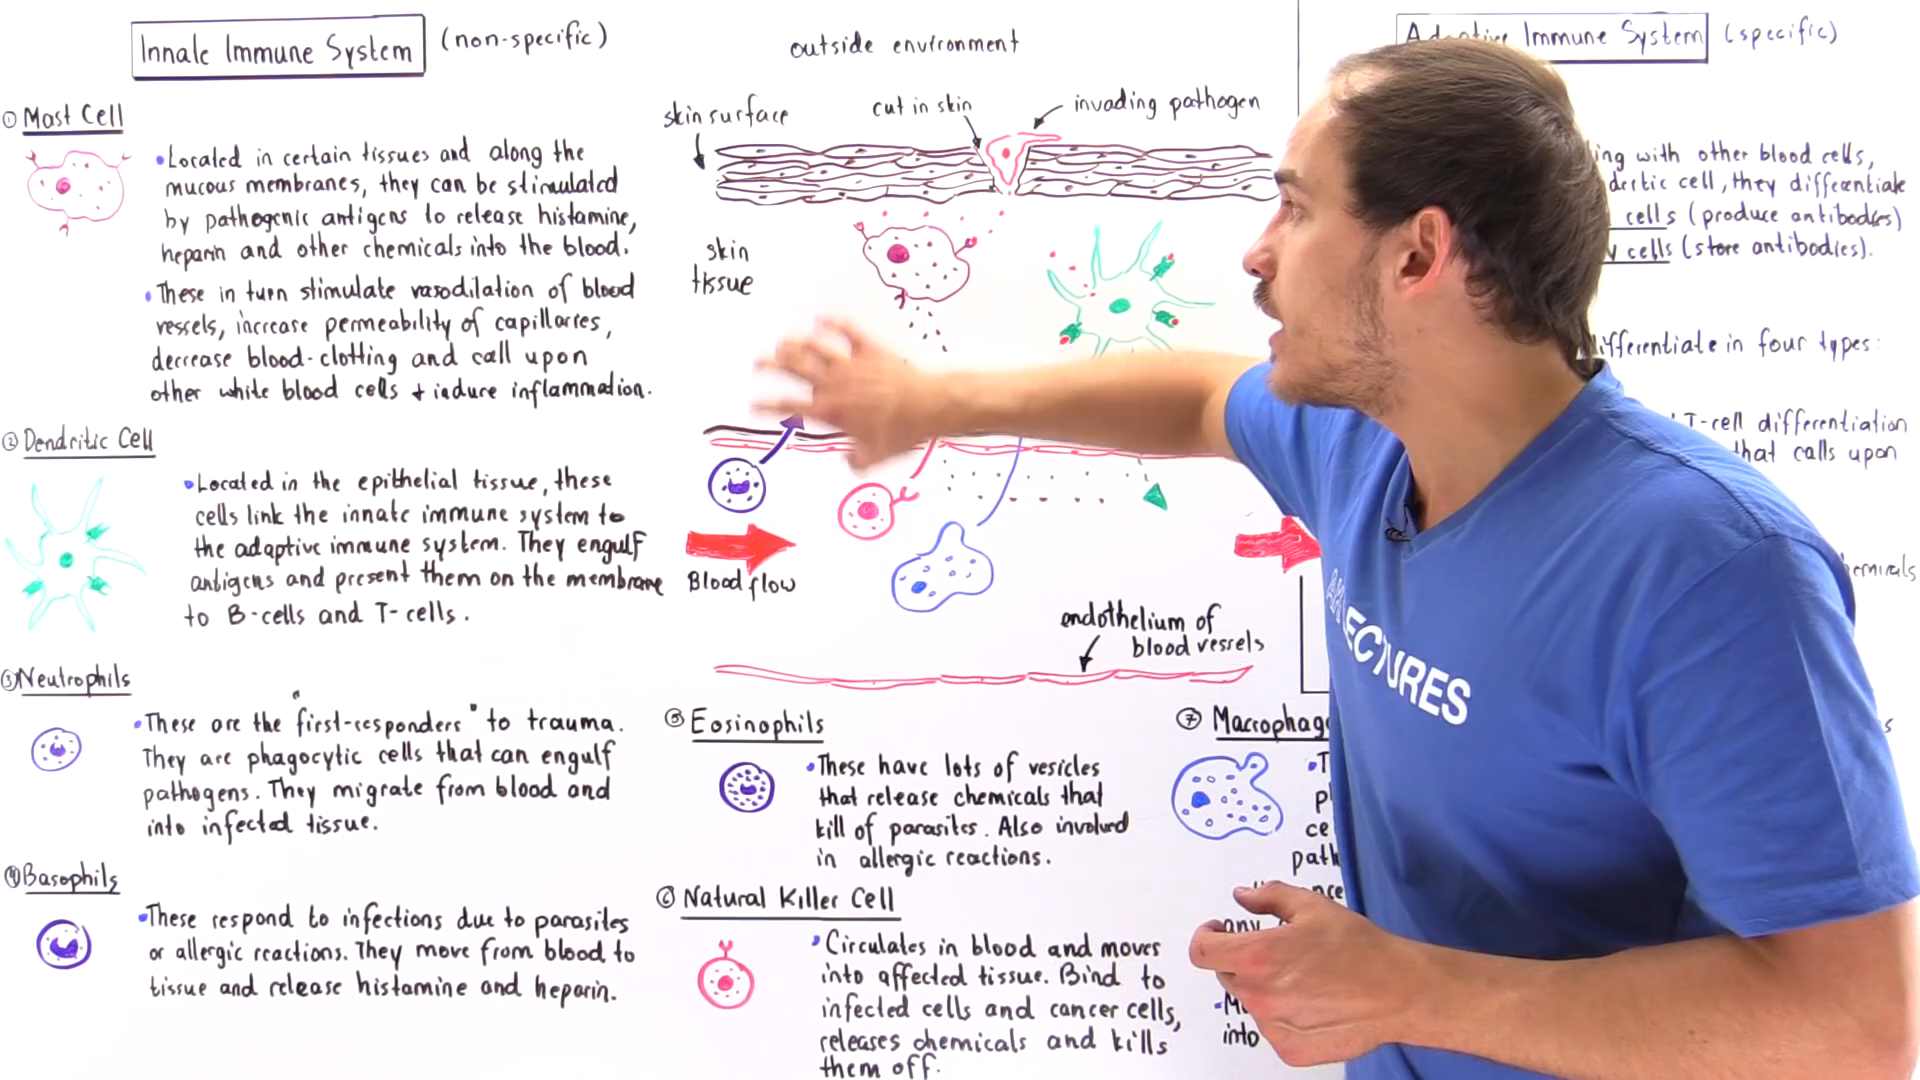 Innate Immune System (non-specific)
① Mast Cell
• Located in certain tissues and along the
mucous membranes, they can be stimulated
by pathogenic antigens to release histamine,
heparin and other chemicals into the blood.
• These in turn stimulate vasodilation of blood
vessels, increase permeability of capillaries,
decrease blood-clotting and call upon
other white blood cells + induce inflammation.
② Dendritic Cell
• Located in the epithelial tissue, these
cells link the innate immune system to
the adaptive immune system. They engulf
antigens and present them on the membrane
to B-cells and T-cells.
③ Neutrophils
• These are the "first-responders" to trauma.
They are phagocytic cells that can engulf
pathogens. They migrate from blood and
into infected tissue.
④ Basophils
• These respond to infections due to parasites
or allergic reactions. They move from blood to
tissue and release histamine and heparin.
outside environment
skin surface
cut in skin
invading pathogen
skin
tissue
Blood flow
endothelium of
blood vessels
⑤ Eosinophils
• These have lots of vesicles
that release chemicals that
kill of parasites. Also involved
in allergic reactions.
⑥ Natural Killer Cell
• Circulates in blood and moves
into affected tissue. Bind to
infected cells and cancer cells,
releases chemicals and kills
them off.
⑦ Macrophag
path
any
into
Immune System (specific)
ing with other blood cells,
dritic cell, they differentiate
cells (produce antibodies)
y cells (store antibodies).
ifferentiate in four types:
T-cell differentiation
that calls upon
hemicals
LECTURES